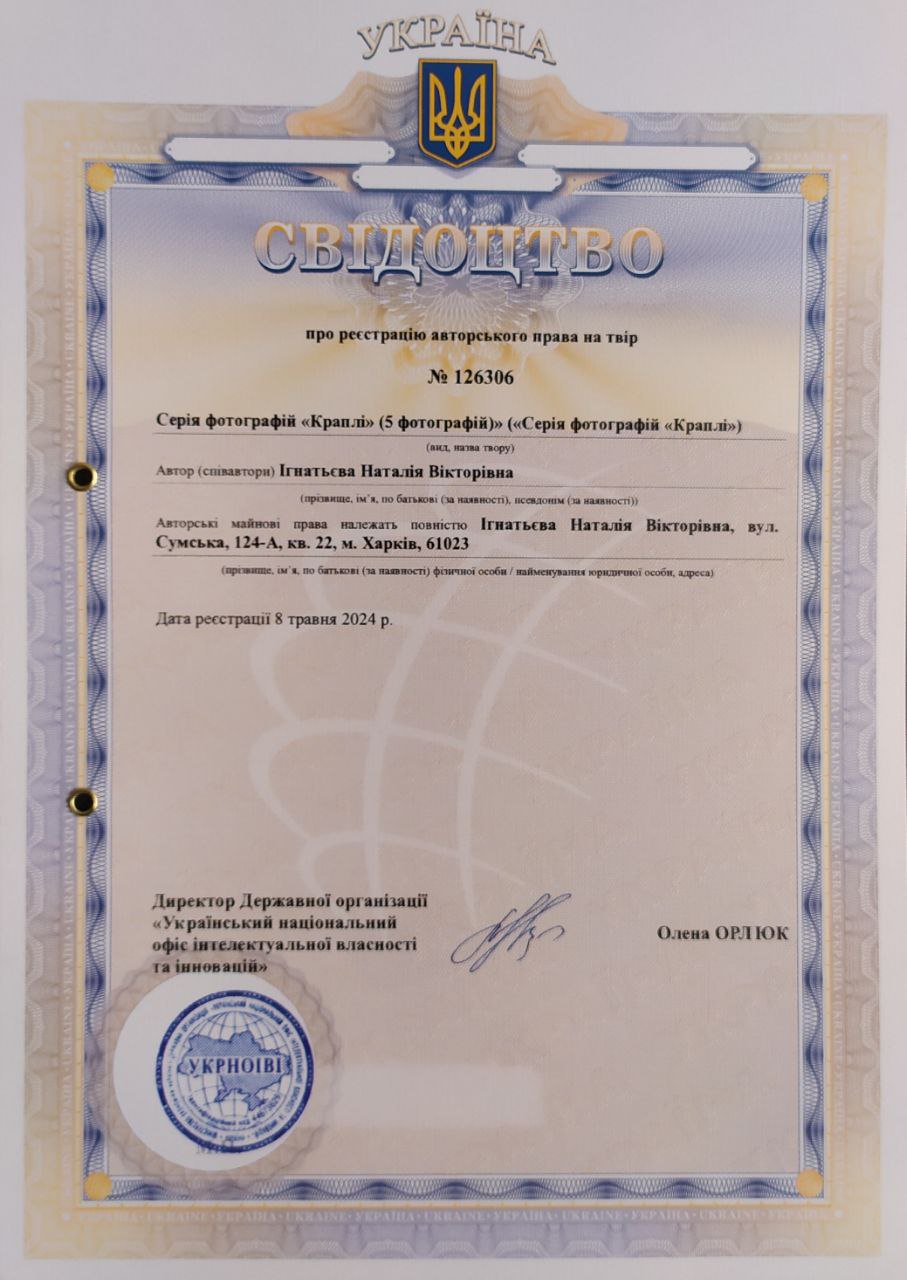 УКРАЇНА
СВІДОЦТВО
про реєстрацію авторського права на твір
№ 126306
Серія фотографій «Краплі» (5 фотографій)» («Серія фотографій «Краплі»)
(вид, назва твору)
Автор (співавтори) Ігнатьєва Наталія Вікторівна
(прізвище, ім´я, по батькові (за наявності), псевдонім (за наявності))
Авторські майнові права належать повністю Ігнатьєва Наталія Вікторівна, вул.
Сумська, 124-А, кв. 22, м. Харків, 61023
(прізвище, ім´я, по батькові (за наявності) фізичної особи / найменування юридичної особи, адреса)
Дата реєстрації 8 травня 2024 р.
Директор Державної організації
«Український національний
офіс інтелектуальної власності
та інновацій»
Олена ОРЛЮК
УКРНОІВІ